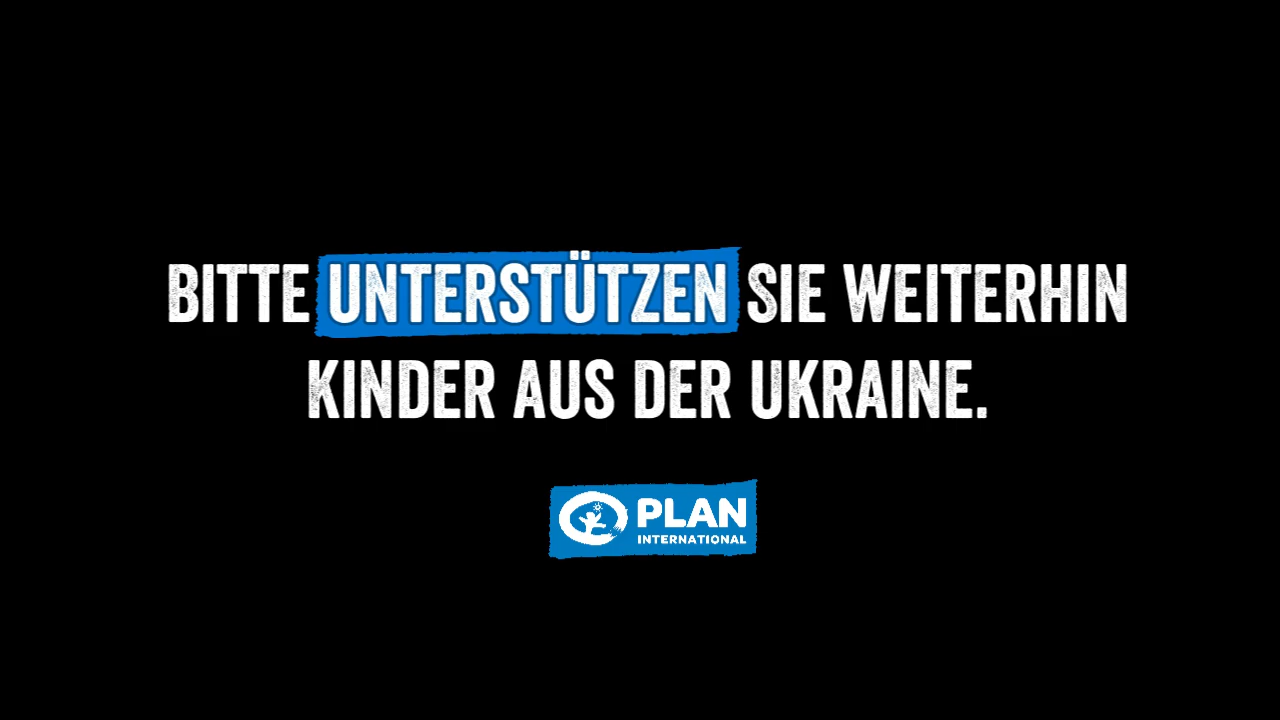 BITTE UNTERSTÜTZEN SIE WEITERHIN
KINDER AUS DER UKRAINE.
PLAN
INTERNATIONAL